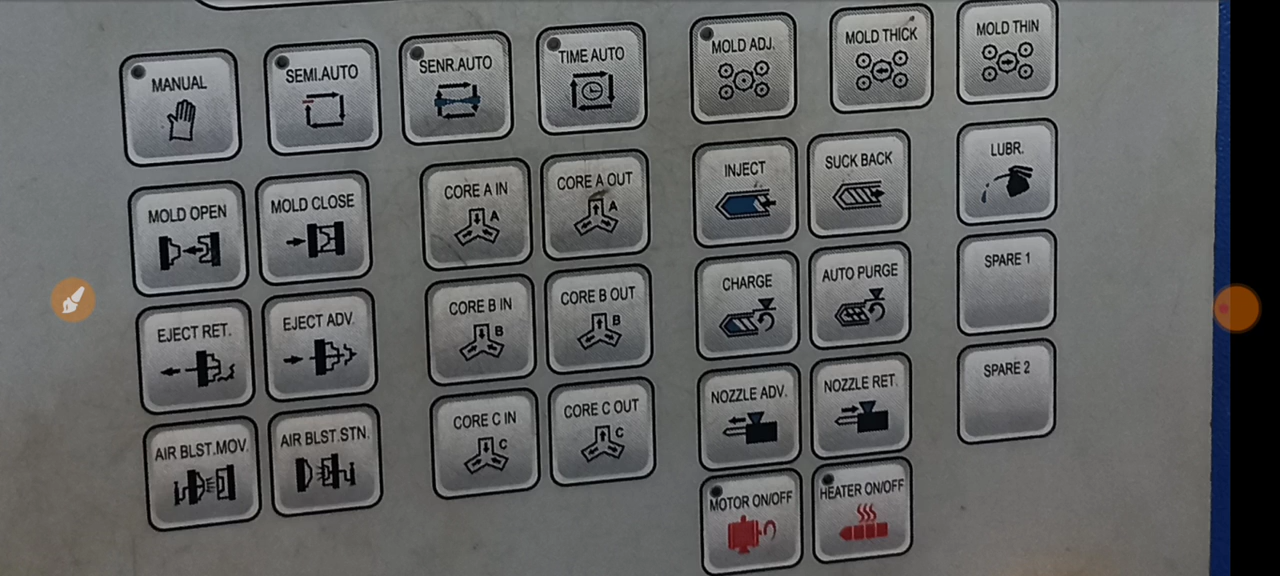 MANUAL
SEMI.AUTO
SENR.AUTO
TIME AUTO
MOLD ADJ.
MOLD THICK
MOLD THIN
MOLD OPEN
MOLD CLOSE
CORE A IN
A
CORE A OUT
A
INJECT
SUCK BACK
LUBR.
EJECT RET.
EJECT ADV.
CORE B IN
B
CORE B OUT
B
CHARGE
AUTO PURGE
SPARE 1
AIR BLST.MOV.
AIR BLST.STN.
CORE C IN
C
CORE C OUT
C
NOZZLE ADV.
NOZZLE RET.
SPARE 2
MOTOR ON/OFF
HEATER ON/OFF